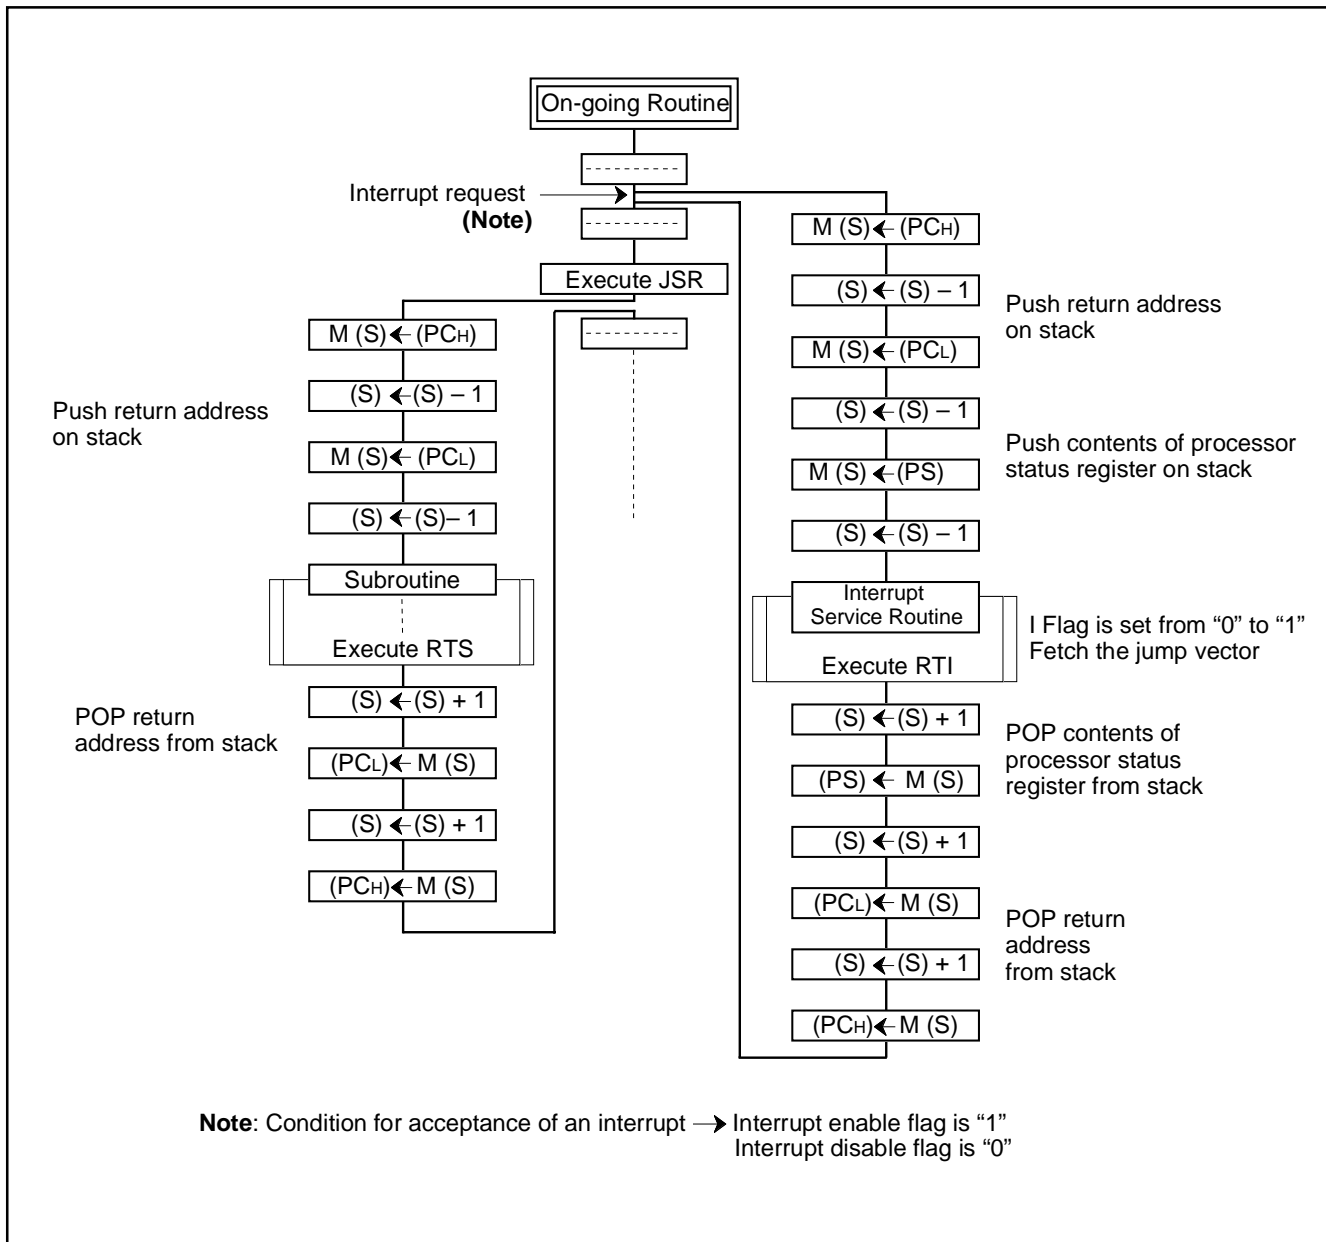 On-going Routine
Interrupt request
(Note)
Execute JSR
M (S) ← (PCH)
(S) ← (S) – 1
M (S) ← (PCL)
(S) ← (S)– 1
Push return address
on stack
Subroutine
Execute RTS
(S) ← (S) + 1
(PCL) ← M (S)
(S) ← (S) + 1
(PCH) ← M (S)
POP return
address from stack
M (S) ← (PCH)
(S) ← (S) – 1
M (S) ← (PCL)
(S) ← (S) – 1
M (S) ← (PS)
(S) ← (S) – 1
Push return address
on stack
Push contents of processor
status register on stack
Interrupt
Service Routine
Execute RTI
I Flag is set from “0” to “1”
Fetch the jump vector
(S) ← (S) + 1
(PS) ← M (S)
(S) ← (S) + 1
(PCL) ← M (S)
(S) ← (S) + 1
(PCH) ← M (S)
POP contents of
processor status
register from stack
POP return
address
from stack
Note: Condition for acceptance of an interrupt → Interrupt enable flag is “1”
Interrupt disable flag is “0”